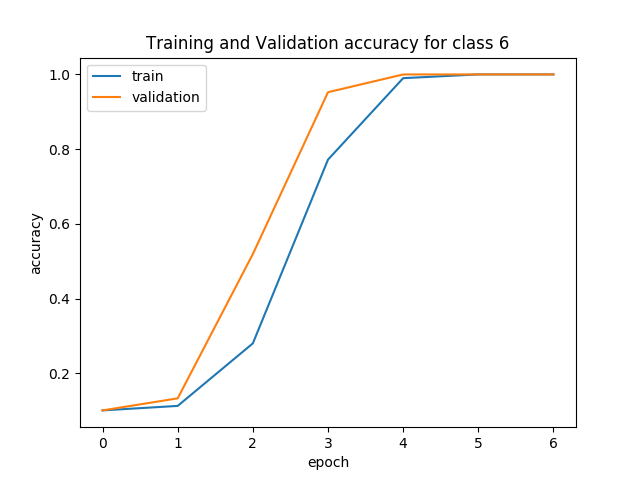 Training and Validation accuracy for class 6
train
validation
1.0
0.8
0.6
0.4
0.2
accuracy
0 1 2 3 4 5 6
epoch